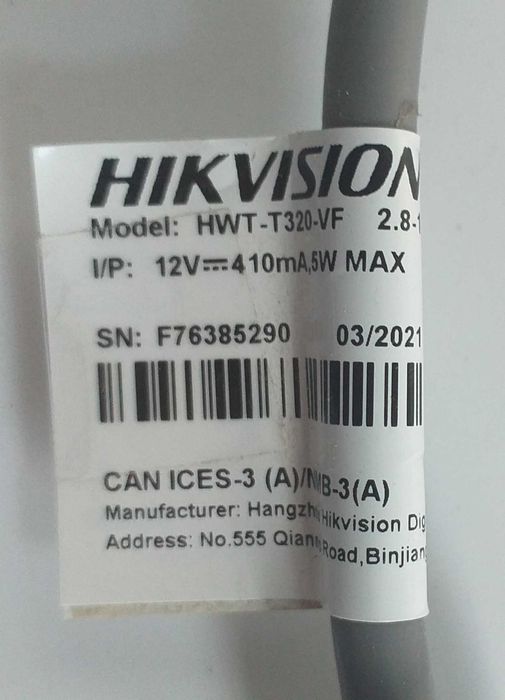 HIKVISION
Model: HWT-T320-VF 2.8-1
I/P: 12V⎓410mA,5W MAX
SN: F76385290 03/2021
CAN ICES-3 (A)/NMB-3(A)
Manufacturer: Hangzh Hikvision Dig
Address: No.555 Qian Road,Binjiang